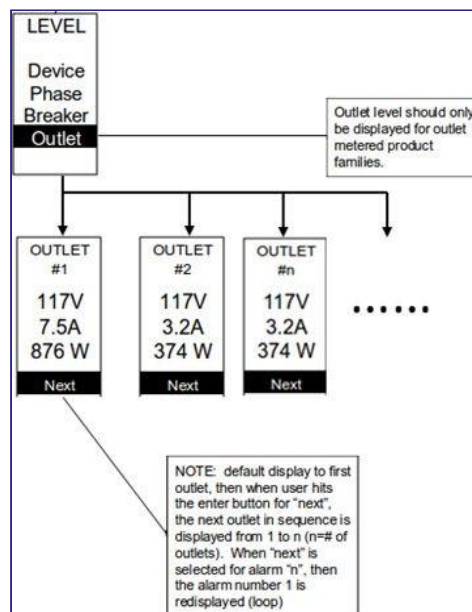 LEVEL
Device
Phase
Breaker
Outlet
Outlet level should only
be displayed for outlet
metered product
families.
OUTLET
#1
117V
7.5A
876 W
Next
OUTLET
#2
117V
3.2A
374 W
Next
OUTLET
#n
117V
3.2A
374 W
Next
......
NOTE: default display to first
outlet, then when user hits
the enter button for "next",
the next outlet in sequence is
displayed from 1 to n (n=# of
outlets). When "next" is
selected for alarm "n", then
the alarm number 1 is
redisplayed (loop)